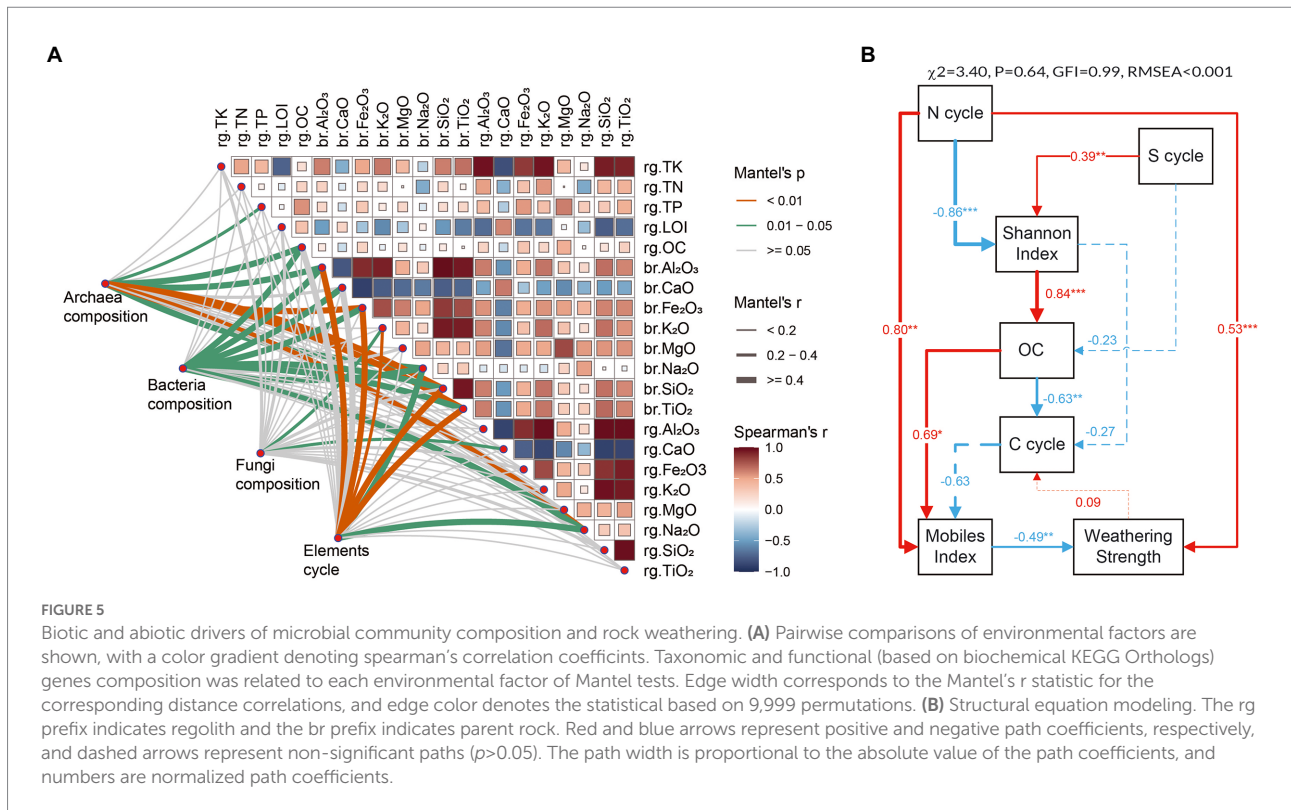 A
rg.TK
rg.TN
rg.TP
rg.LOI
rg.OC
br.Al₂O₃
br.CaO
br.Fe₂O₃
br.K₂O
br.MgO
br.Na₂O
br.SiO₂
br.TiO₂
rg.Al₂O₃
rg.CaO
rg.Fe₂O₃
rg.K₂O
rg.MgO
rg.Na₂O
rg.SiO₂
rg.TiO₂
rg.TK
rg.TN
rg.TP
rg.LOI
rg.OC
br.Al₂O₃
br.CaO
br.Fe₂O₃
br.K₂O
br.MgO
br.Na₂O
br.SiO₂
br.TiO₂
rg.Al₂O₃
rg.CaO
rg.Fe₂O3
rg.K₂O
rg.MgO
rg.Na₂O
rg.SiO₂
rg.TiO₂
Archaea
composition
Bacteria
composition
Fungi
composition
Elements
cycle
Mantel's p
< 0.01
0.01 – 0.05
>= 0.05
Mantel's r
< 0.2
0.2 – 0.4
>= 0.4
Spearman's r
1.0
0.5
0.0
−0.5
−1.0
B
χ2=3.40, P=0.64, GFI=0.99, RMSEA<0.001
N cycle
S cycle
0.39**
-0.86***
Shannon
Index
0.84***
0.80**
0.53***
OC
-0.23
-0.63**
-0.27
0.69*
C cycle
-0.63
0.09
Mobiles
Index
-0.49**
Weathering
Strength
FIGURE 5
Biotic and abiotic drivers of microbial community composition and rock weathering. (A) Pairwise comparisons of environmental factors are
shown, with a color gradient denoting spearman's correlation coefficints. Taxonomic and functional (based on biochemical KEGG Orthologs)
genes composition was related to each environmental factor of Mantel tests. Edge width corresponds to the Mantel's r statistic for the
corresponding distance correlations, and edge color denotes the statistical based on 9,999 permutations. (B) Structural equation modeling. The rg
prefix indicates regolith and the br prefix indicates parent rock. Red and blue arrows represent positive and negative path coefficients, respectively,
and dashed arrows represent non-significant paths (p>0.05). The path width is proportional to the absolute value of the path coefficients, and
numbers are normalized path coefficients.